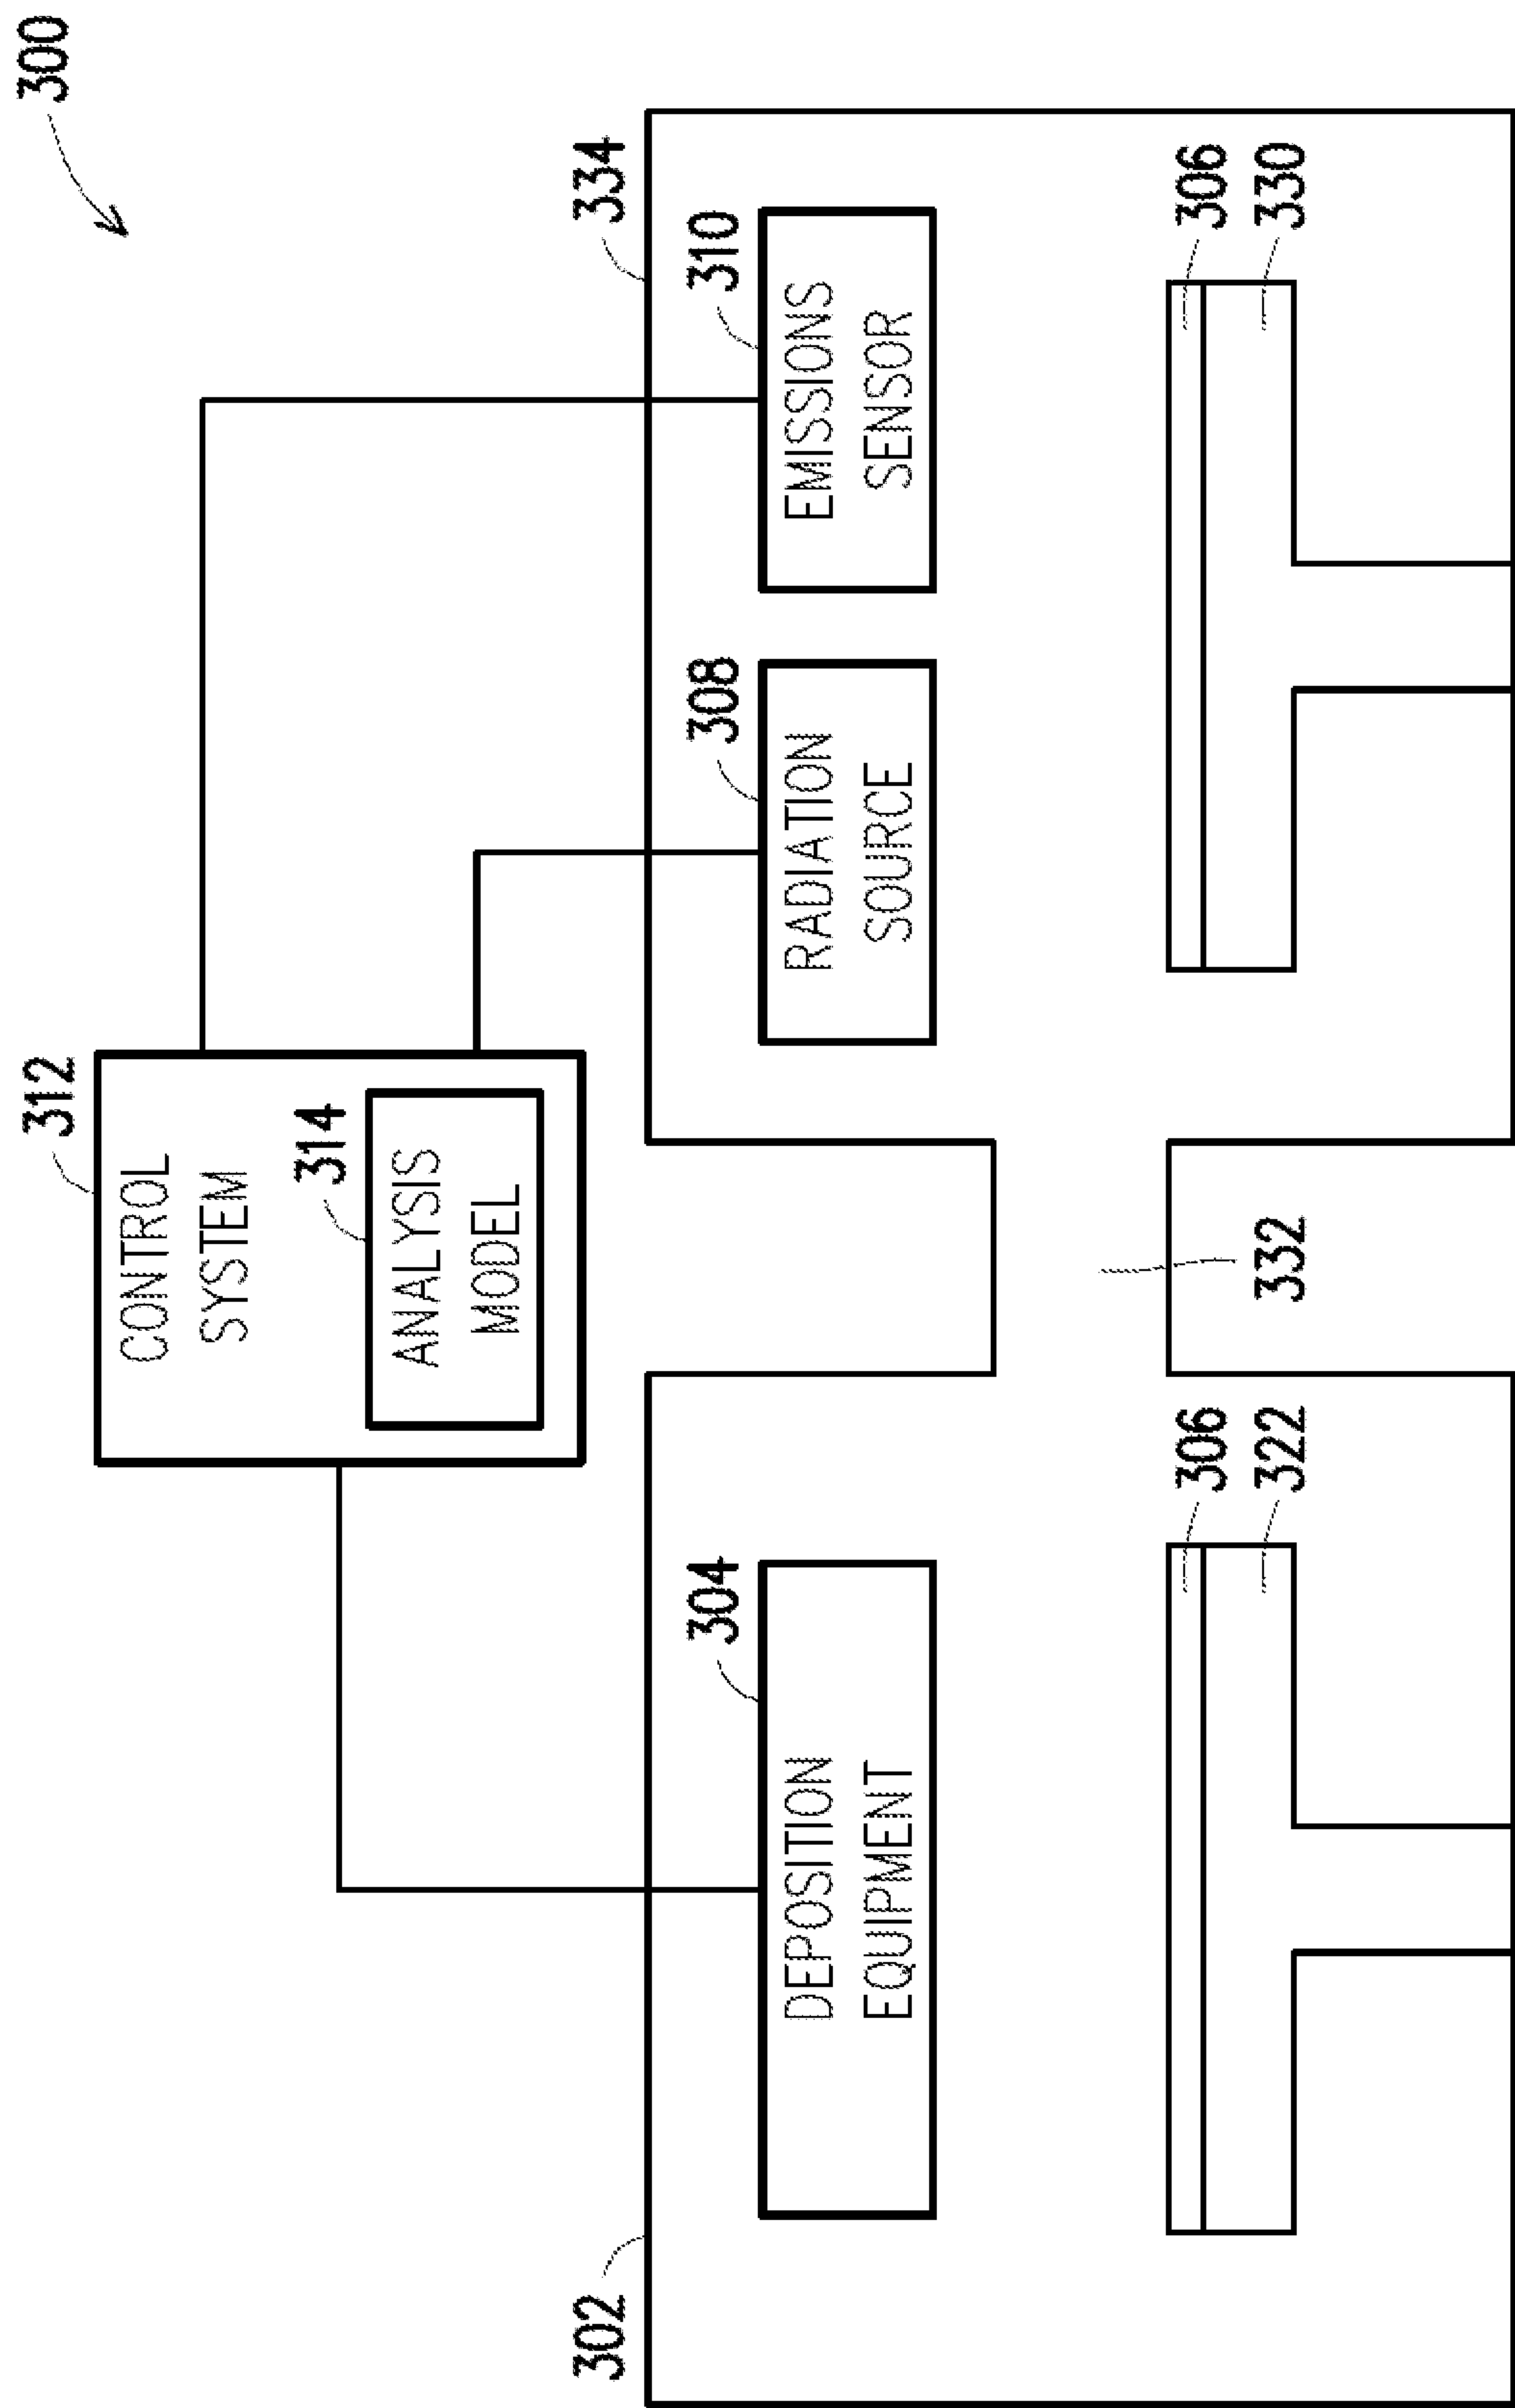 300
312
CONTROL
SYSTEM
314
ANALYSIS
MODEL
302
334
304
DEPOSITION
EQUIPMENT
308
RADIATION
SOURCE
310
EMISSIONS
SENSOR
306
322
332
306
330